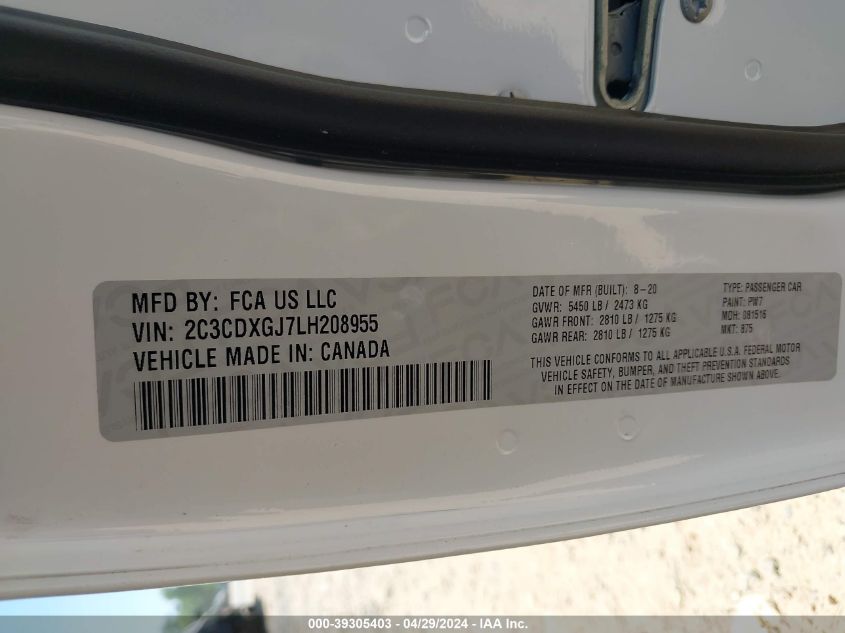 MFD BY: FCA US LLC
VIN: 2C3CDXGJ7LH208955
VEHICLE MADE IN: CANADA
DATE OF MFR (BUILT): 8-20
GVWR: 5450 LB / 2473 KG
GAWR FRONT: 2810 LB / 1275 KG
GAWR REAR: 2810 LB / 1275 KG
TYPE: PASSENGER CAR
PAINT: PW7
MDH: 081516
MKT: 875
THIS VEHICLE CONFORMS TO ALL APPLICABLE U.S.A. FEDERAL MOTOR
VEHICLE SAFETY, BUMPER, AND THEFT PREVENTION STANDARDS
IN EFFECT ON THE DATE OF MANUFACTURE SHOWN ABOVE.
000-39305403 - 04/29/2024 - IAA Inc.